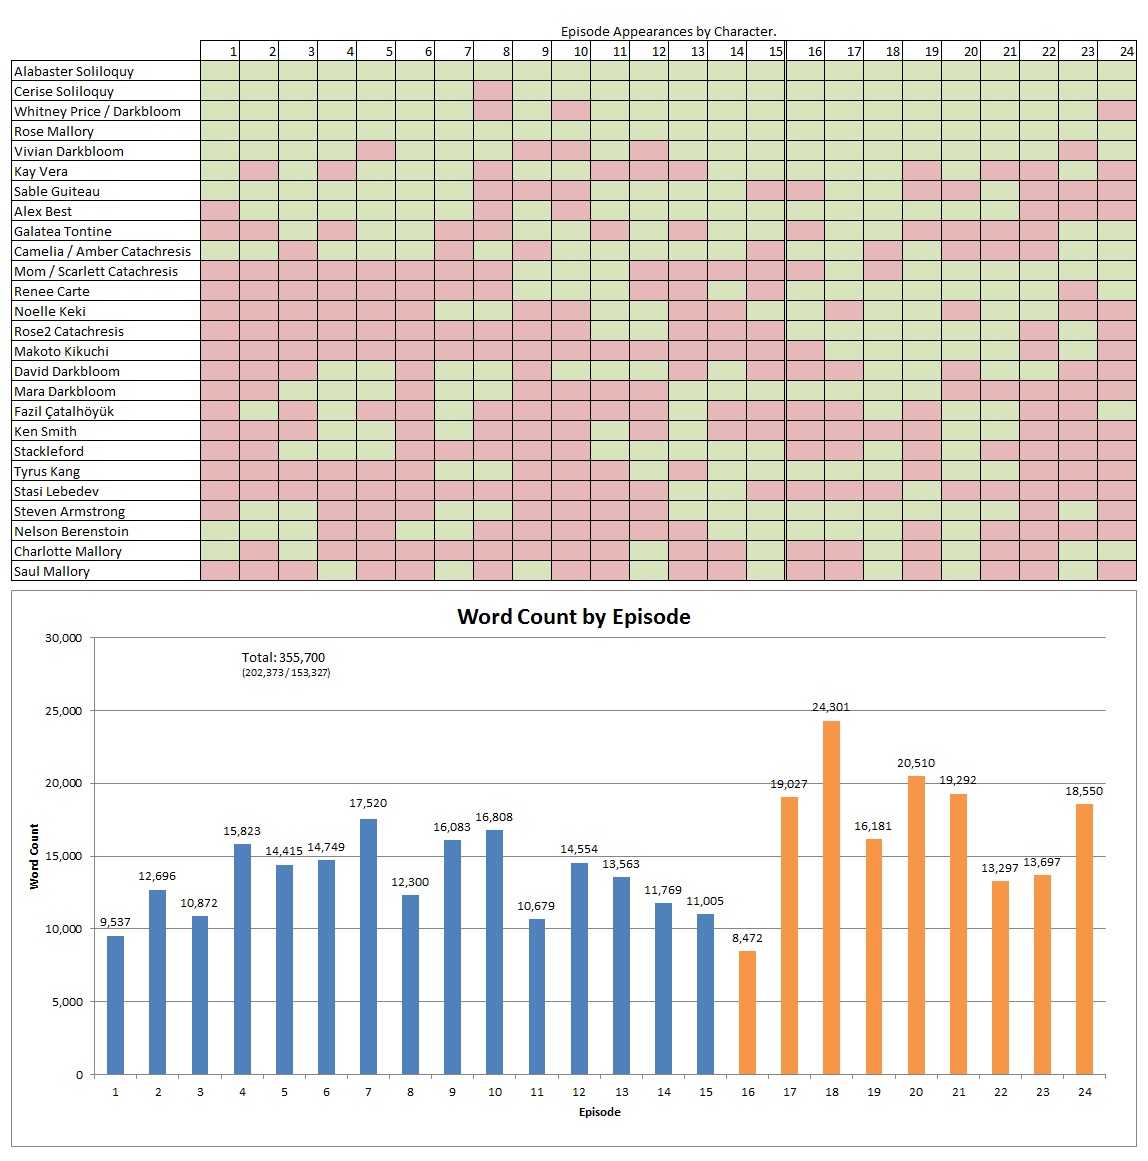 Episode Appearances by Character.
1 2 3 4 5 6 7 8 9 10 11 12 13 14 15 16 17 18 19 20 21 22 23 24
Alabaster Soliloquy
Cerise Soliloquy
Whitney Price / Darkbloom
Rose Mallory
Vivian Darkbloom
Kay Vera
Sable Guiteau
Alex Best
Galatea Tontine
Camelia / Amber Catachresis
Mom / Scarlett Catachresis
Renee Carte
Noelle Keki
Rose2 Catachresis
Makoto Kikuchi
David Darkbloom
Mara Darkbloom
Fazil Çatalhöyük
Ken Smith
Stackleford
Tyrus Kang
Stasi Lebedev
Steven Armstrong
Nelson Berenstoin
Charlotte Mallory
Saul Mallory
Word Count by Episode
Total: 355,700
(202,373 / 153,327)
Word Count
30,000
25,000
20,000
15,000
10,000
5,000
0
9,537
12,696
10,872
15,823
14,415
14,749
17,520
12,300
16,083
16,808
10,679
14,554
13,563
11,769
11,005
8,472
19,027
24,301
16,181
20,510
19,292
13,297
13,697
18,550
1 2 3 4 5 6 7 8 9 10 11 12 13 14 15 16 17 18 19 20 21 22 23 24
Episode